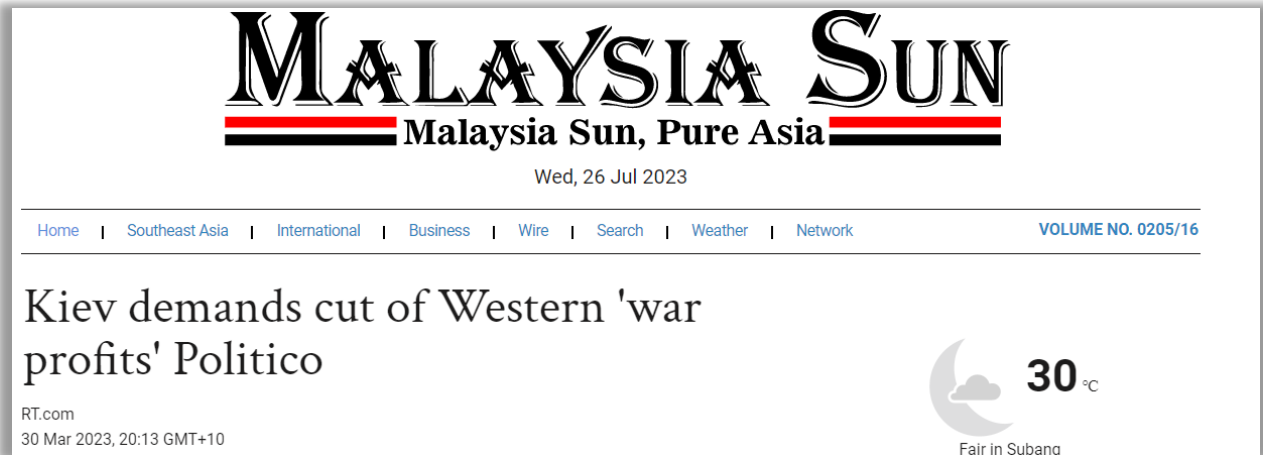 MALAYSIA SUN
Malaysia Sun, Pure Asia
Wed, 26 Jul 2023
Home | Southeast Asia | International | Business | Wire | Search | Weather | Network VOLUME NO. 0205/16
Kiev demands cut of Western 'war
profits' Politico
30 °C
RT.com
30 Mar 2023, 20:13 GMT+10
Fair in Subang